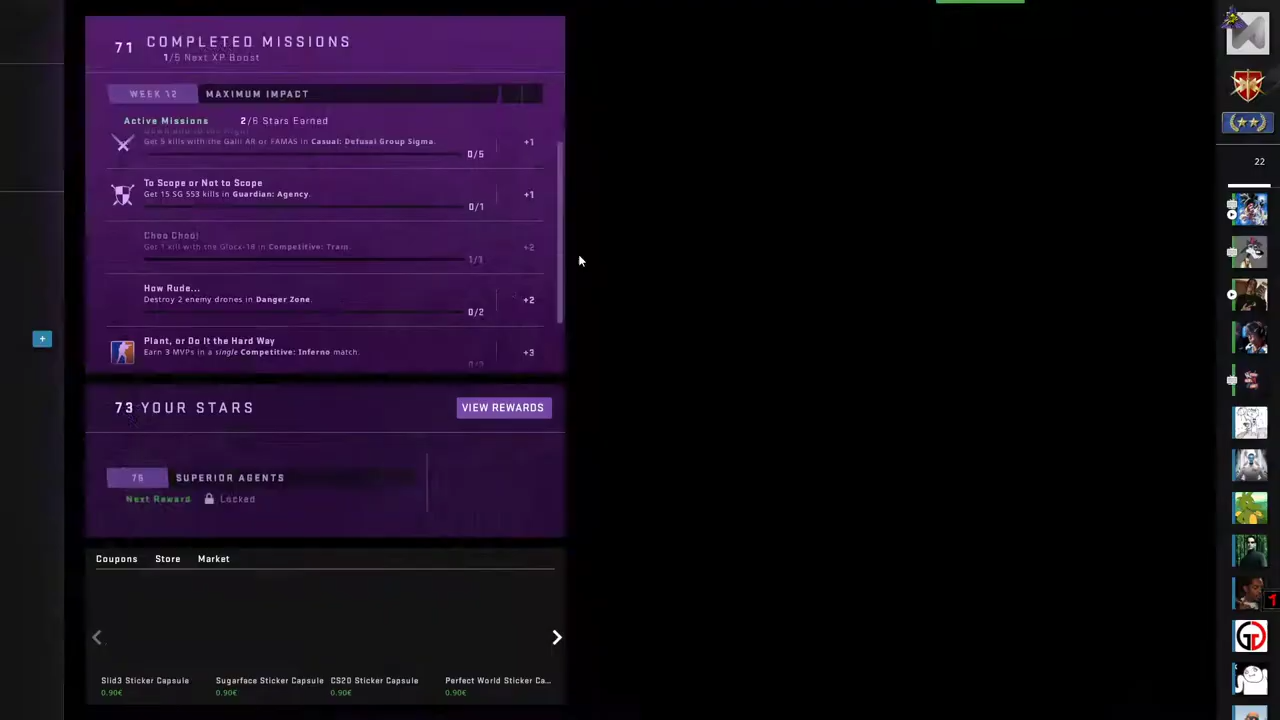 71 COMPLETED MISSIONS
1/5 Next XP Boost
WEEK 12 MAXIMUM IMPACT
Active Missions 2/6 Stars Earned
Get 5 kills with the Galil AR or FAMAS in Casual: Defusal Group Sigma.
+1
0/5
To Scope or Not to Scope
Get 15 SG 553 kills in Guardian: Agency.
+1
0/1
Choo Choo!
Get 1 kill with the Glock-18 in Competitive: Train.
+2
1/1
How Rude...
Destroy 2 enemy drones in Danger Zone.
+2
0/2
Plant, or Do It the Hard Way
Earn 3 MVPs in a single Competitive: Inferno match.
+3
73 YOUR STARS
VIEW REWARDS
SUPERIOR AGENTS
Next Reward Locked
Coupons Store Market
Slid3 Sticker Capsule
0.90€
Sugarface Sticker Capsule
0.90€
CS20 Sticker Capsule
0.90€
Perfect World Sticker Ca...
0.90€
22
1